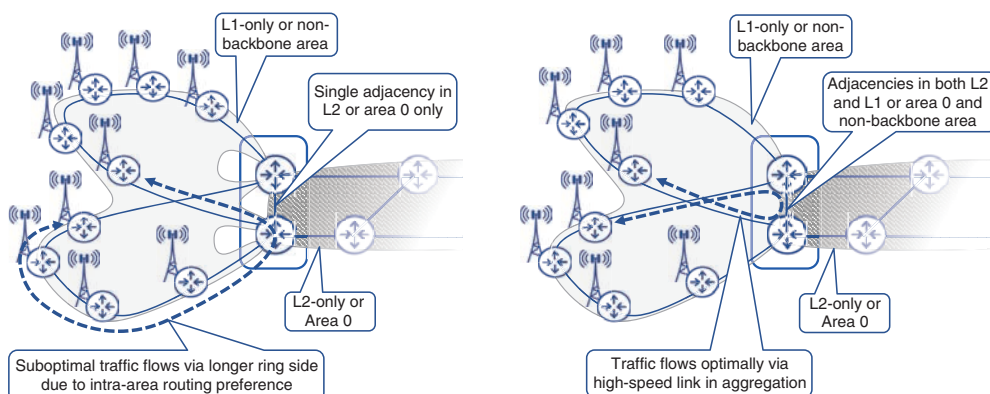 L1-only or non-
backbone area
Single adjacency in
L2 or area 0 only
L2-only or
Area 0
Suboptimal traffic flows via longer ring side
due to intra-area routing preference
L1-only or non-
backbone area
Adjacencies in both L2
and L1 or area 0 and
non-backbone area
L2-only or
Area 0
Traffic flows optimally via
high-speed link in aggregation